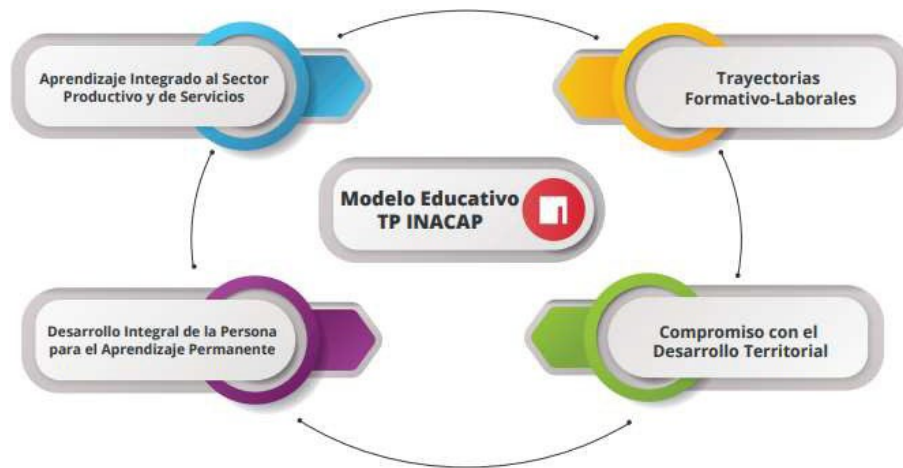 Aprendizaje Integrado al Sector
Productivo y de Servicios
Trayectorias
Formativo-Laborales
Modelo Educativo
TP INACAP
Desarrollo Integral de la Persona
para el Aprendizaje Permanente
Compromiso con el
Desarrollo Territorial